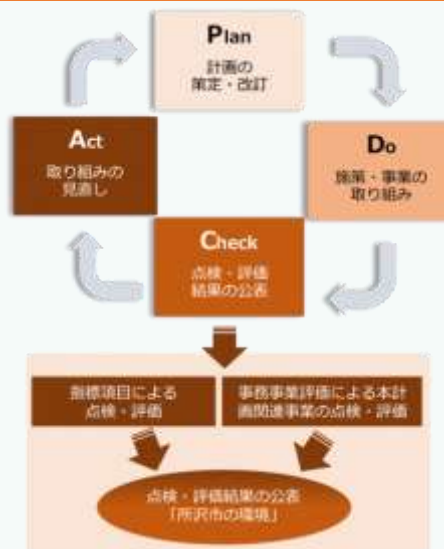 Plan
計画の
策定・改訂
Act
取り組みの
見直し
Do
施策・事業の
取り組み
Check
点検・評価
結果の公表
指標項目による
点検・評価
事務事業評価による本計
画関連事業の点検・評価
点検・評価結果の公表
「所沢市の環境」